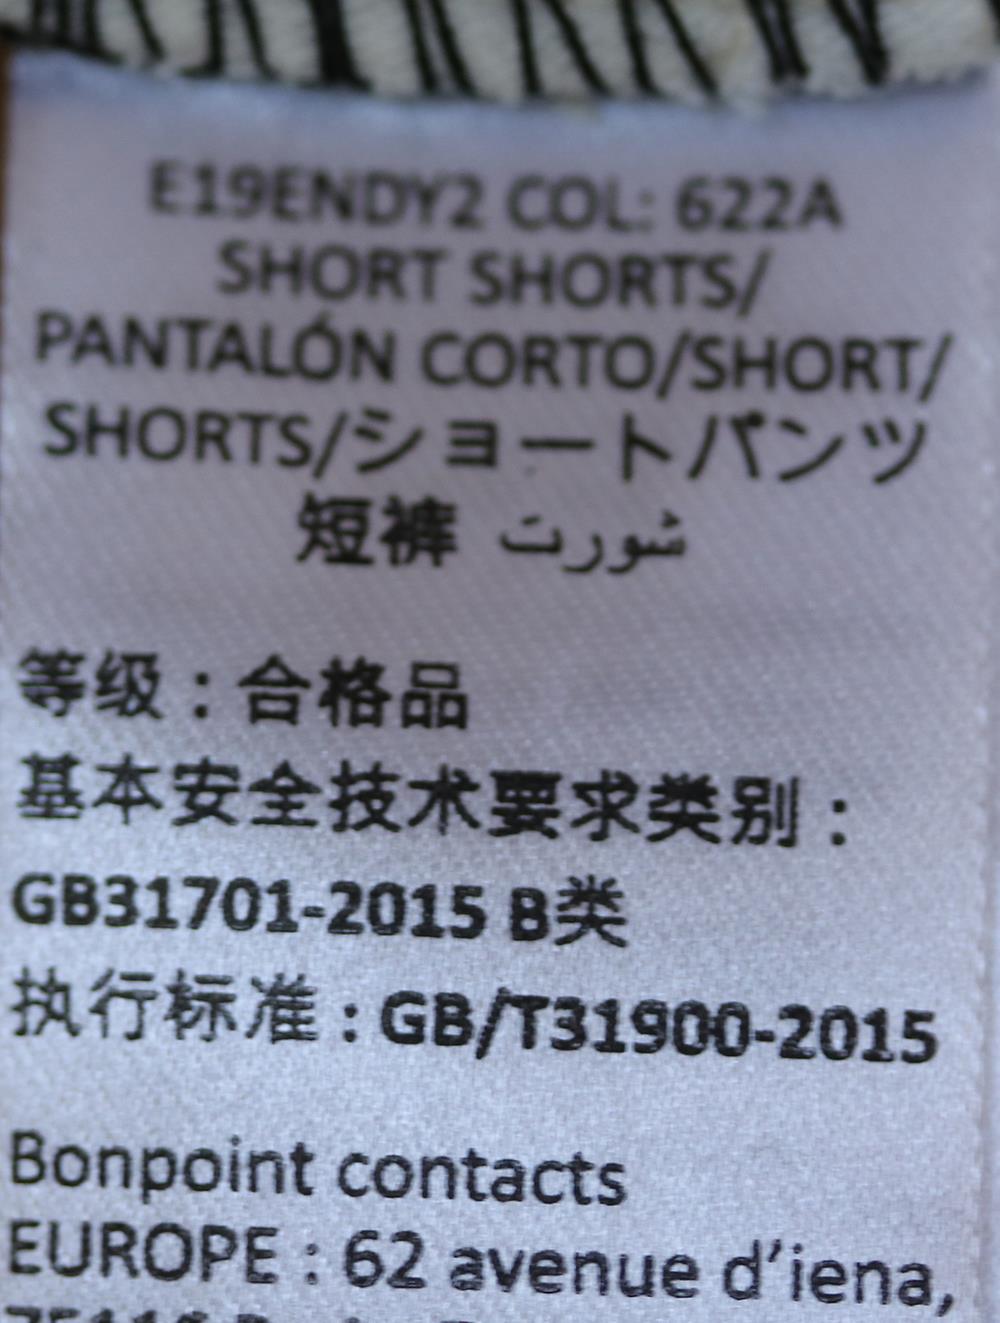 E19ENDY2 COL: 622A
SHORT SHORTS/
PANTALÓN CORTO/SHORT/
SHORTS/ショートパンツ
短裤 شورت
等级：合格品
基本安全技术要求类别：
GB31701-2015 B类
执行标准：GB/T31900-2015
Bonpoint contacts
EUROPE : 62 avenue d’iena,